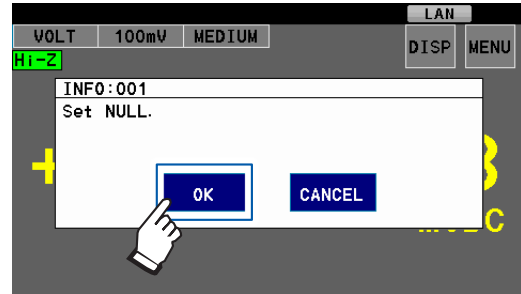 LAN
VOLT 100mV MEDIUM
DISP MENU
Hi-Z
INFO:001
Set NULL.
OK CANCEL